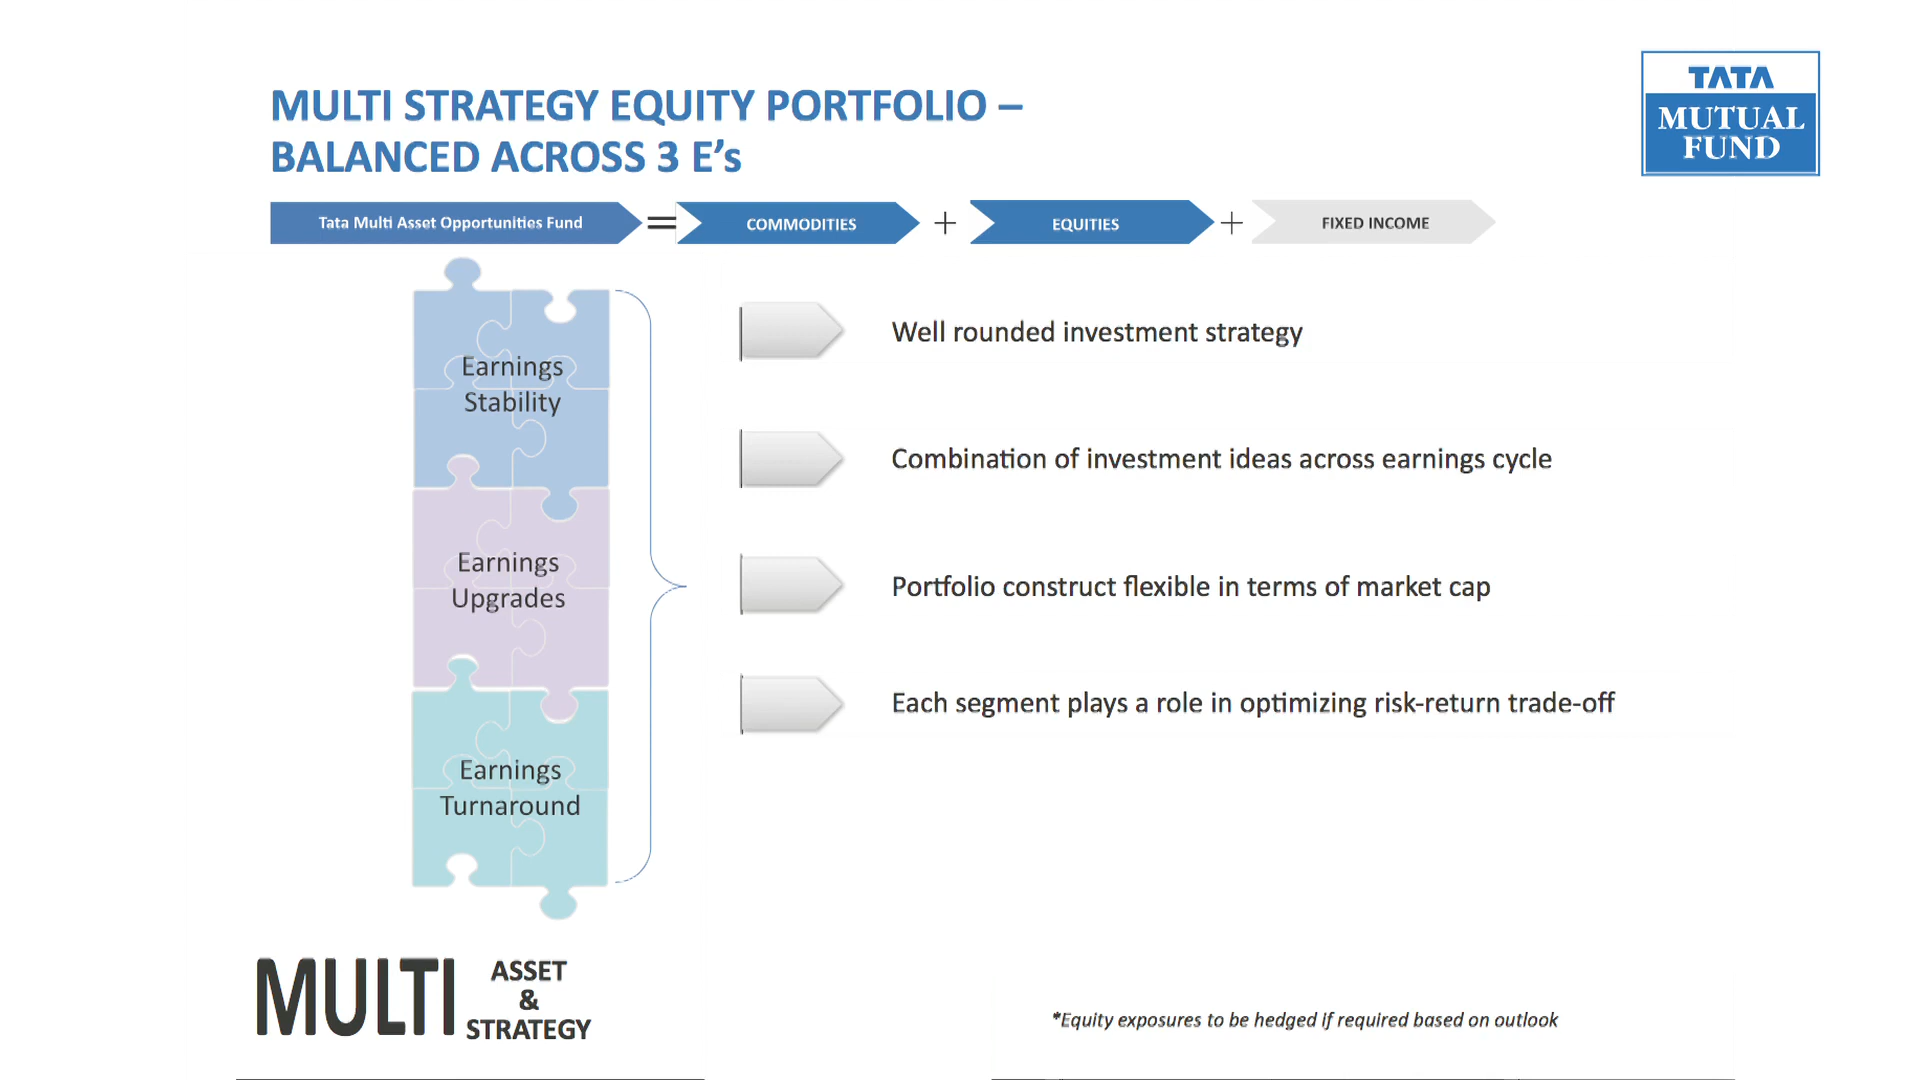 MULTI STRATEGY EQUITY PORTFOLIO –
BALANCED ACROSS 3 E's
TATA
MUTUAL
FUND
Tata Multi Asset Opportunities Fund = COMMODITIES + EQUITIES + FIXED INCOME
Earnings
Stability
Earnings
Upgrades
Earnings
Turnaround
Well rounded investment strategy
Combination of investment ideas across earnings cycle
Portfolio construct flexible in terms of market cap
Each segment plays a role in optimizing risk-return trade-off
MULTI
ASSET
&
STRATEGY
*Equity exposures to be hedged if required based on outlook